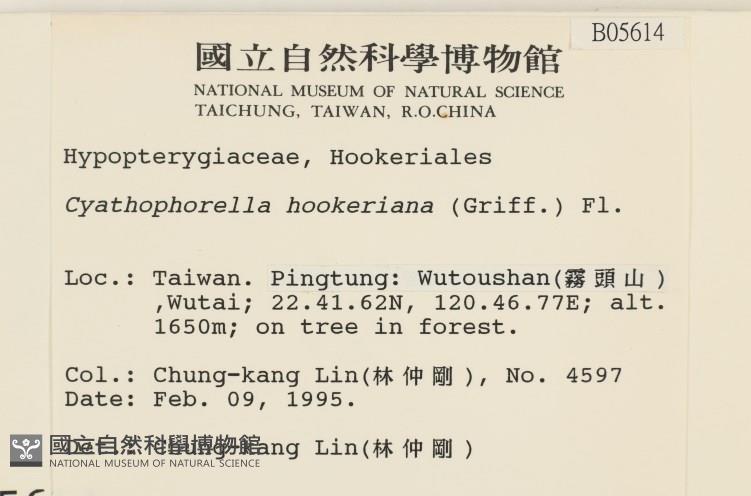 B05614
國立自然科學博物館
NATIONAL MUSEUM OF NATURAL SCIENCE
TAICHUNG, TAIWAN, R.O.CHINA
Hypopterygiaceae, Hookeriales
Cyathophorella hookeriana (Griff.) Fl.
Loc.: Taiwan. Pingtung: Wutoushan(霧頭山)
,Wutai; 22.41.62N, 120.46.77E; alt.
1650m; on tree in forest.
Col.: Chung-kang Lin(林仲剛), No. 4597
Date: Feb. 09, 1995.
Det.: Chung-kang Lin(林仲剛)
國立自然科學博物館
NATIONAL MUSEUM OF NATURAL SCIENCE